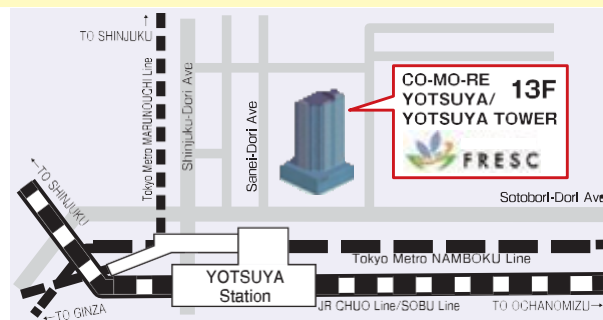 TO SHINJUKU
Tokyo Metro MARUNOUCHI Line
Shinjuku-Dori Ave
Sanei-Dori Ave
CO-MO-RE
YOTSUYA/
YOTSUYA TOWER
13F
FRESC
Sotobori-Dori Ave
TO SHINJUKU
Tokyo Metro NAMBOKU Line
YOTSUYA
Station
TO GINZA
JR CHUO Line/SOBU Line
TO OCHANOMIZU